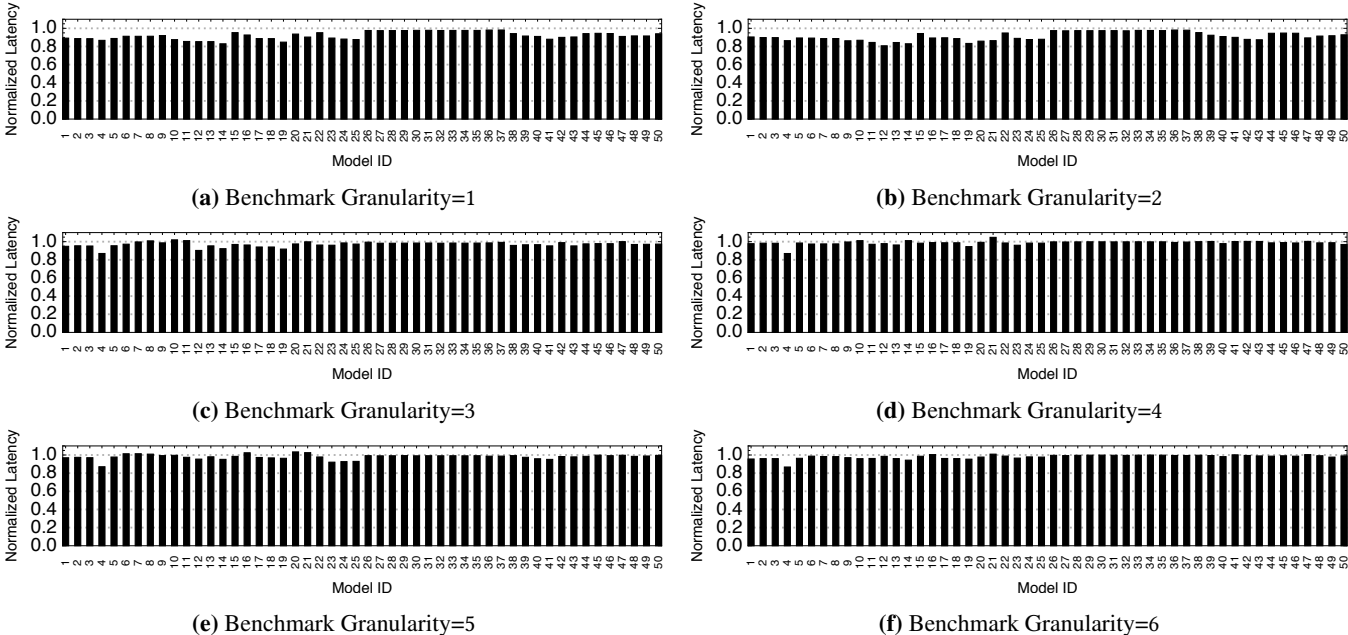 Normalized Latency
1.0
0.8
0.6
0.4
0.2
0.0
1 2 3 4 5 6 7 8 9 10 11 12 13 14 15 16 17 18 19 20 21 22 23 24 25 26 27 28 29 30 31 32 33 34 35 36 37 38 39 40 41 42 43 44 45 46 47 48 49 50
Model ID
(a) Benchmark Granularity=1
Normalized Latency
1.0
0.8
0.6
0.4
0.2
0.0
1 2 3 4 5 6 7 8 9 10 11 12 13 14 15 16 17 18 19 20 21 22 23 24 25 26 27 28 29 30 31 32 33 34 35 36 37 38 39 40 41 42 43 44 45 46 47 48 49 50
Model ID
(b) Benchmark Granularity=2
Normalized Latency
1.0
0.8
0.6
0.4
0.2
0.0
1 2 3 4 5 6 7 8 9 10 11 12 13 14 15 16 17 18 19 20 21 22 23 24 25 26 27 28 29 30 31 32 33 34 35 36 37 38 39 40 41 42 43 44 45 46 47 48 49 50
Model ID
(c) Benchmark Granularity=3
Normalized Latency
1.0
0.8
0.6
0.4
0.2
0.0
1 2 3 4 5 6 7 8 9 10 11 12 13 14 15 16 17 18 19 20 21 22 23 24 25 26 27 28 29 30 31 32 33 34 35 36 37 38 39 40 41 42 43 44 45 46 47 48 49 50
Model ID
(d) Benchmark Granularity=4
Normalized Latency
1.0
0.8
0.6
0.4
0.2
0.0
1 2 3 4 5 6 7 8 9 10 11 12 13 14 15 16 17 18 19 20 21 22 23 24 25 26 27 28 29 30 31 32 33 34 35 36 37 38 39 40 41 42 43 44 45 46 47 48 49 50
Model ID
(e) Benchmark Granularity=5
Normalized Latency
1.0
0.8
0.6
0.4
0.2
0.0
1 2 3 4 5 6 7 8 9 10 11 12 13 14 15 16 17 18 19 20 21 22 23 24 25 26 27 28 29 30 31 32 33 34 35 36 37 38 39 40 41 42 43 44 45 46 47 48 49 50
Model ID
(f) Benchmark Granularity=6